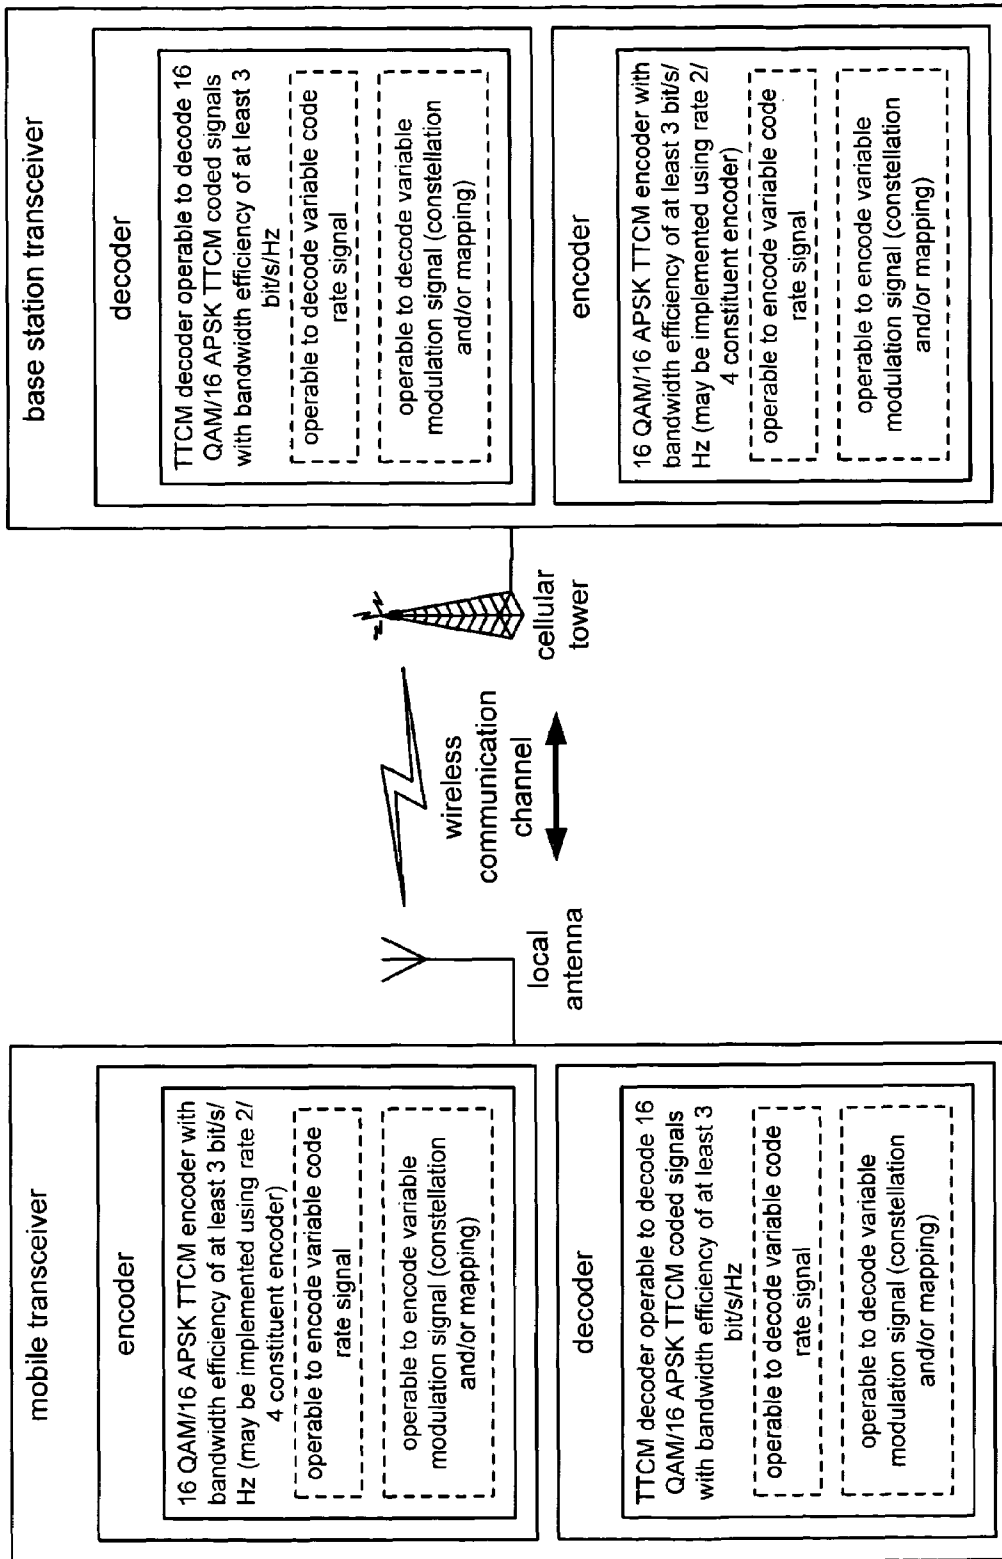 mobile transceiver
encoder
16 QAM/16 APSK TTCM encoder with
bandwidth efficiency of at least 3 bit/s/
Hz (may be implemented using rate 2/
4 constituent encoder)
operable to encode variable code
rate signal
operable to encode variable
modulation signal (constellation
and/or mapping)
decoder
TTCM decoder operable to decode 16
QAM/16 APSK TTCM coded signals
with bandwidth efficiency of at least 3
bit/s/Hz
operable to decode variable code
rate signal
operable to decode variable
modulation signal (constellation
and/or mapping)
local
antenna
wireless
communication
channel
cellular
tower
base station transceiver
decoder
TTCM decoder operable to decode 16
QAM/16 APSK TTCM coded signals
with bandwidth efficiency of at least 3
bit/s/Hz
operable to decode variable code
rate signal
operable to decode variable
modulation signal (constellation
and/or mapping)
encoder
16 QAM/16 APSK TTCM encoder with
bandwidth efficiency of at least 3 bit/s/
Hz (may be implemented using rate 2/
4 constituent encoder)
operable to encode variable code
rate signal
operable to encode variable
modulation signal (constellation
and/or mapping)